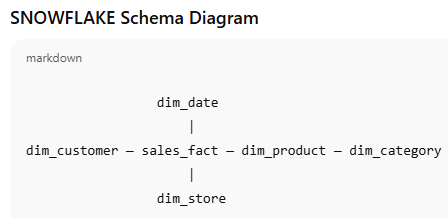 SNOWFLAKE Schema Diagram
markdown
dim_date
|
dim_customer — sales_fact — dim_product — dim_category
|
dim_store